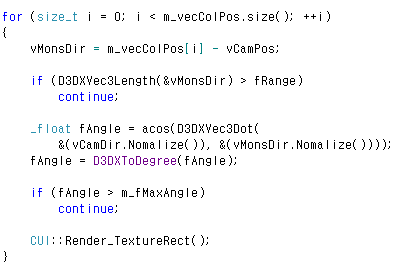 for (size_t i = 0; i < m_vecColPos.size(); ++i)
{
vMonsDir = m_vecColPos[i] - vCamPos;
if (D3DXVec3Length(&vMonsDir) > fRange)
continue;
_float fAngle = acos(D3DXVec3Dot(
&(vCamDir.Nomalize()), &(vMonsDir.Nomalize())));
fAngle = D3DXToDegree(fAngle);
if (fAngle > m_fMaxAngle)
continue;
CUI::Render_TextureRect();
}